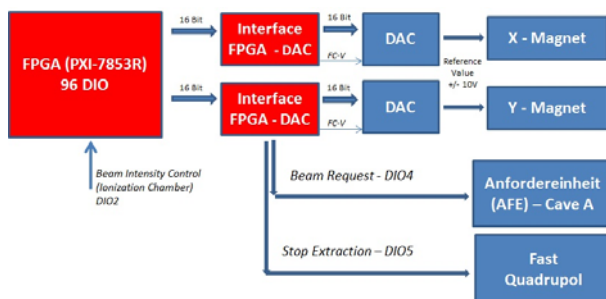 FPGA (PXI-7853R)
96 DIO
16 Bit
Interface
FPGA - DAC
16 Bit
FC-V
DAC
X - Magnet
16 Bit
Interface
FPGA - DAC
16 Bit
FC-V
DAC
Reference
Value
+/- 10V
Y - Magnet
Beam Intensity Control
(Ionization Chamber)
DIO2
Beam Request - DIO4
Anfordereinheit
(AFE) – Cave A
Stop Extraction – DIO5
Fast
Quadrupol